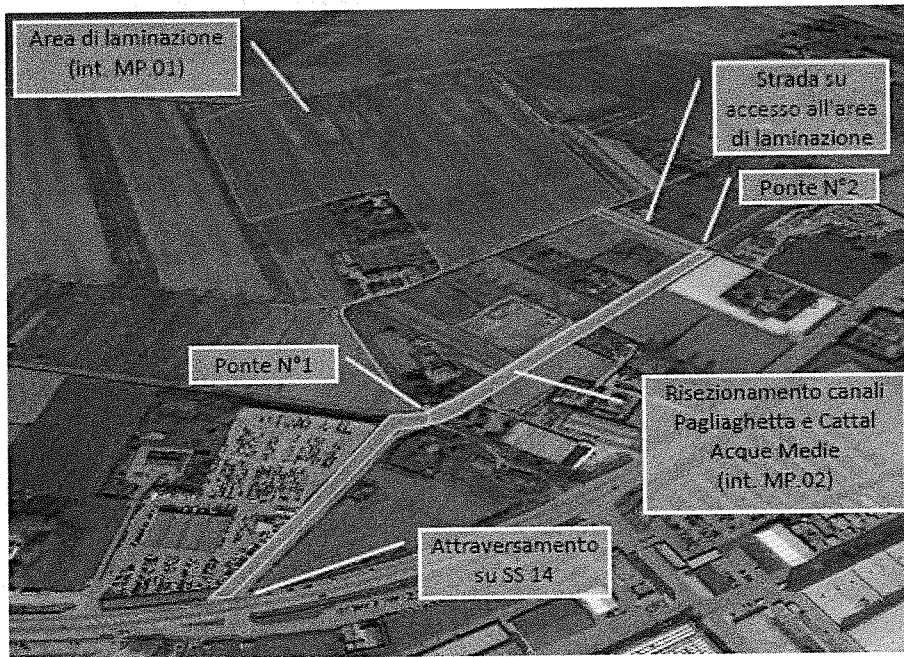 Area di laminazione
(int. MP.01)
Strada su
accesso all'area
di laminazione
Ponte N°2
Ponte N°1
Risezionamento canali
Pagliaghetta e Cattal
Acque Medie
(int. MP.02)
Attraversamento
su SS 14